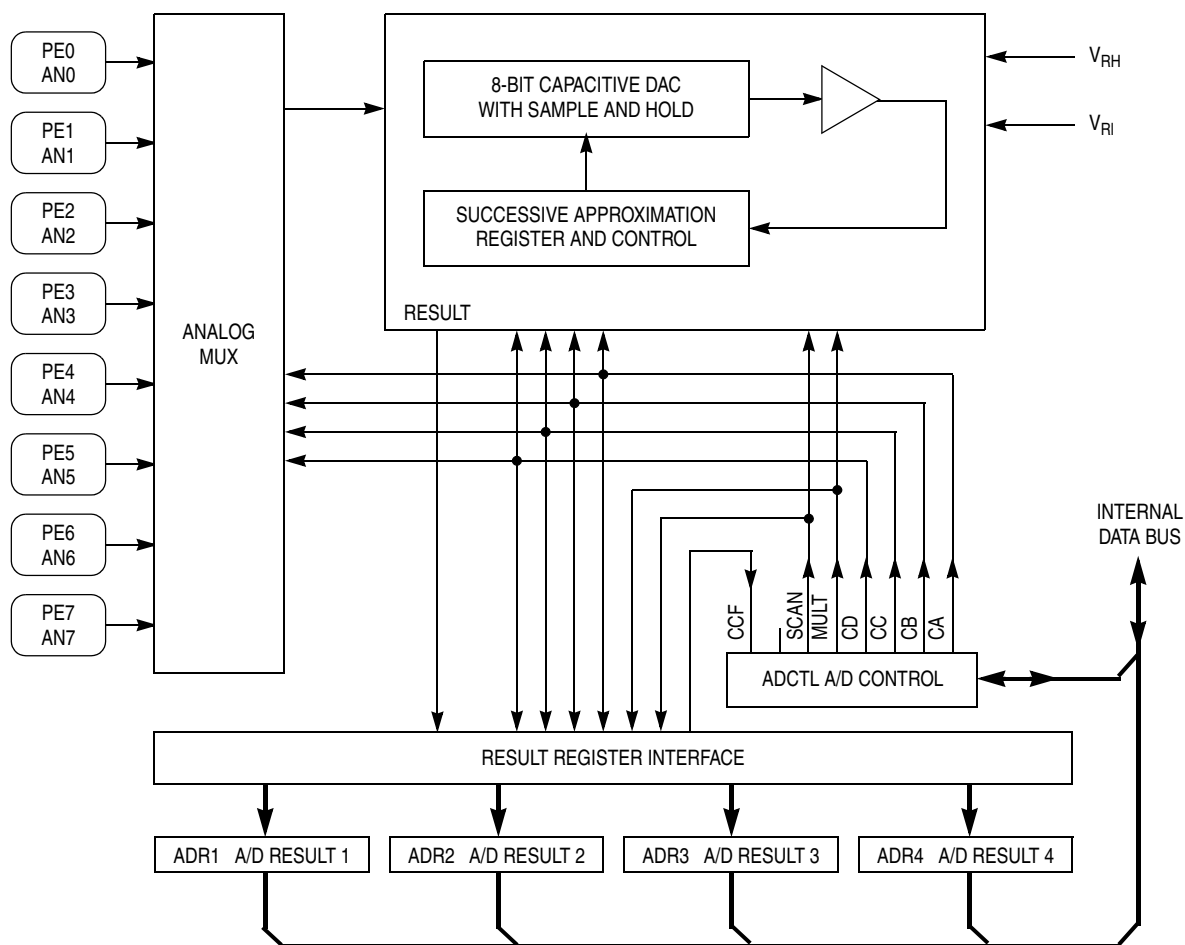 PE0
AN0
PE1
AN1
PE2
AN2
PE3
AN3
PE4
AN4
PE5
AN5
PE6
AN6
PE7
AN7
ANALOG
MUX
8-BIT CAPACITIVE DAC
WITH SAMPLE AND HOLD
SUCCESSIVE APPROXIMATION
REGISTER AND CONTROL
RESULT
VRH
VRl
INTERNAL
DATA BUS
CCF
SCAN
MULT
CD
CC
CB
CA
ADCTL A/D CONTROL
RESULT REGISTER INTERFACE
ADR1 A/D RESULT 1
ADR2 A/D RESULT 2
ADR3 A/D RESULT 3
ADR4 A/D RESULT 4